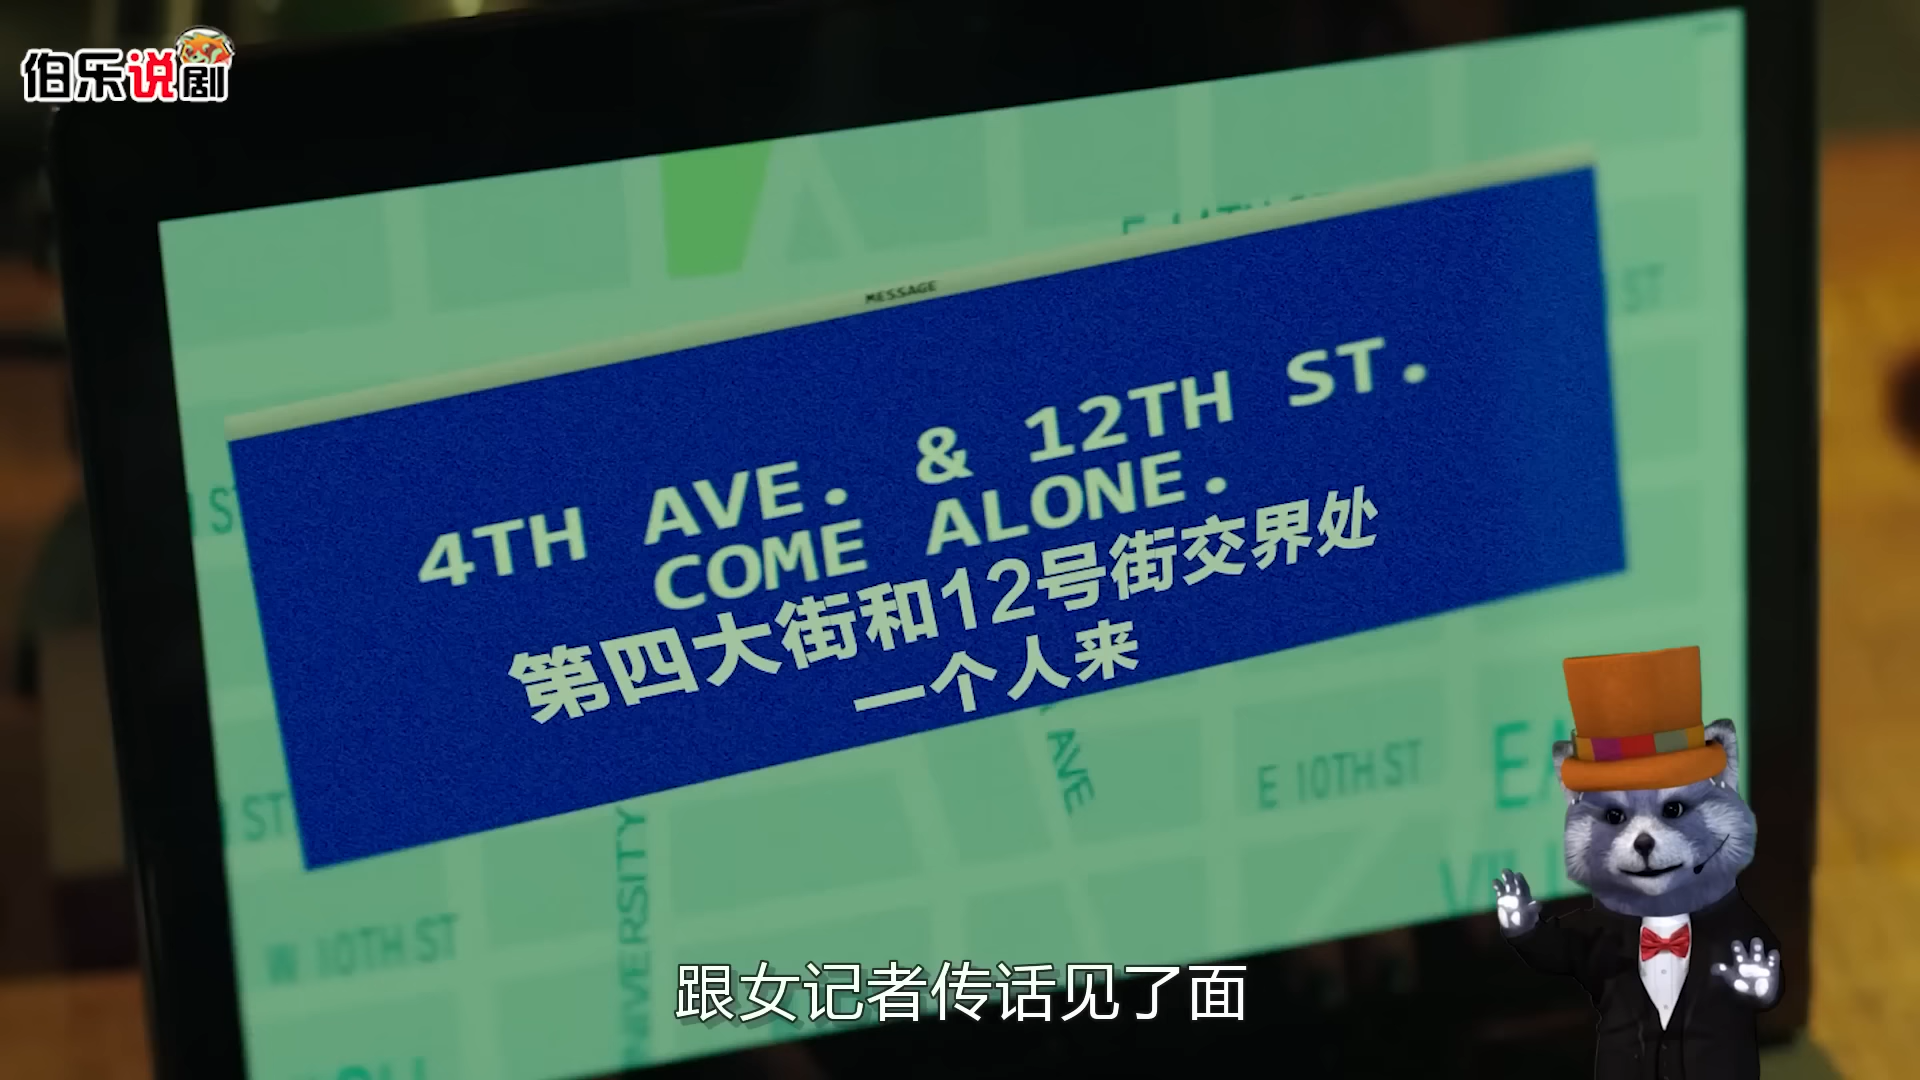 伯乐说剧
ST
MESSAGE
4TH AVE. & 12TH ST.
COME ALONE.
第四大街和12号街交界处
一个人来
AVE
E 10TH ST
ST
W 10TH ST
UNIVERSITY
跟女记者传话见了面